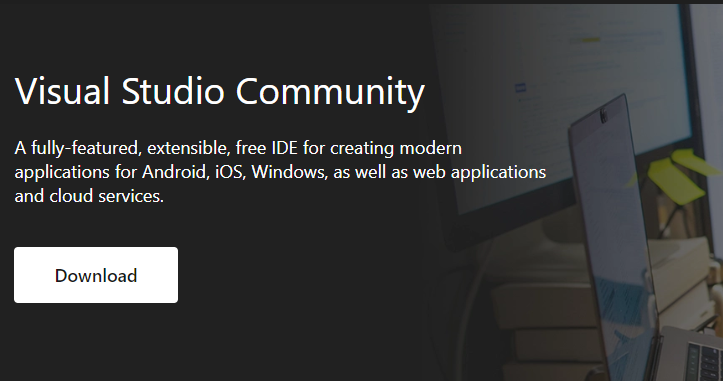 Visual Studio Community
A fully-featured, extensible, free IDE for creating modern
applications for Android, iOS, Windows, as well as web applications
and cloud services.
Download